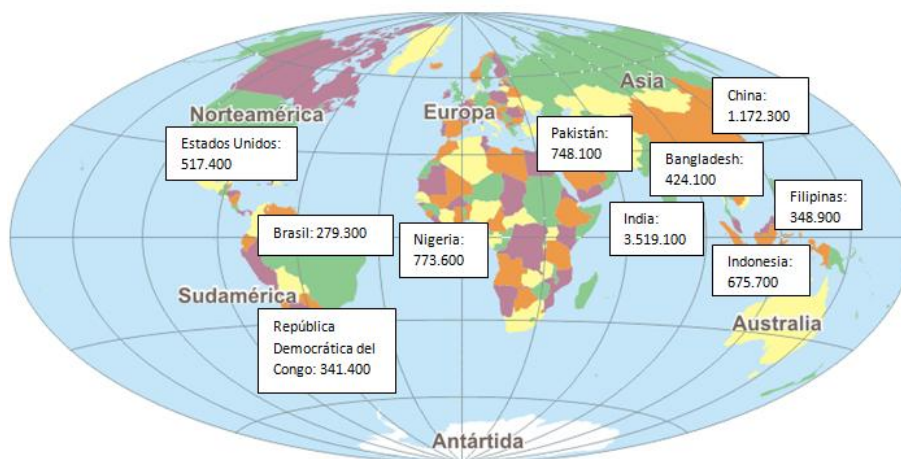 Norteamérica
Europa
Asia
China:
1.172.300
Estados Unidos:
517.400
Pakistán:
748.100
Bangladesh:
424.100
Filipinas:
348.900
Brasil: 279.300
Nigeria:
773.600
India:
3.519.100
Indonesia:
675.700
Sudamérica
República
Democrática del
Congo: 341.400
Australia
Antártida